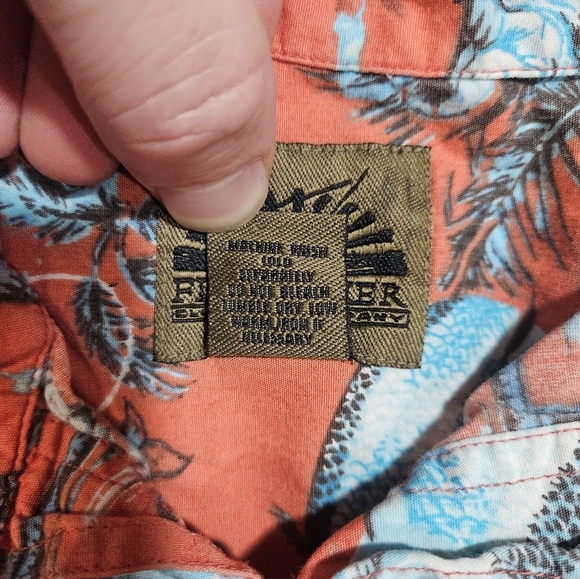 MACHINE WASH
COLD
SEPARATELY
DO NOT BLEACH
TUMBLE DRY LOW
WARM IRON IF
NECESSARY